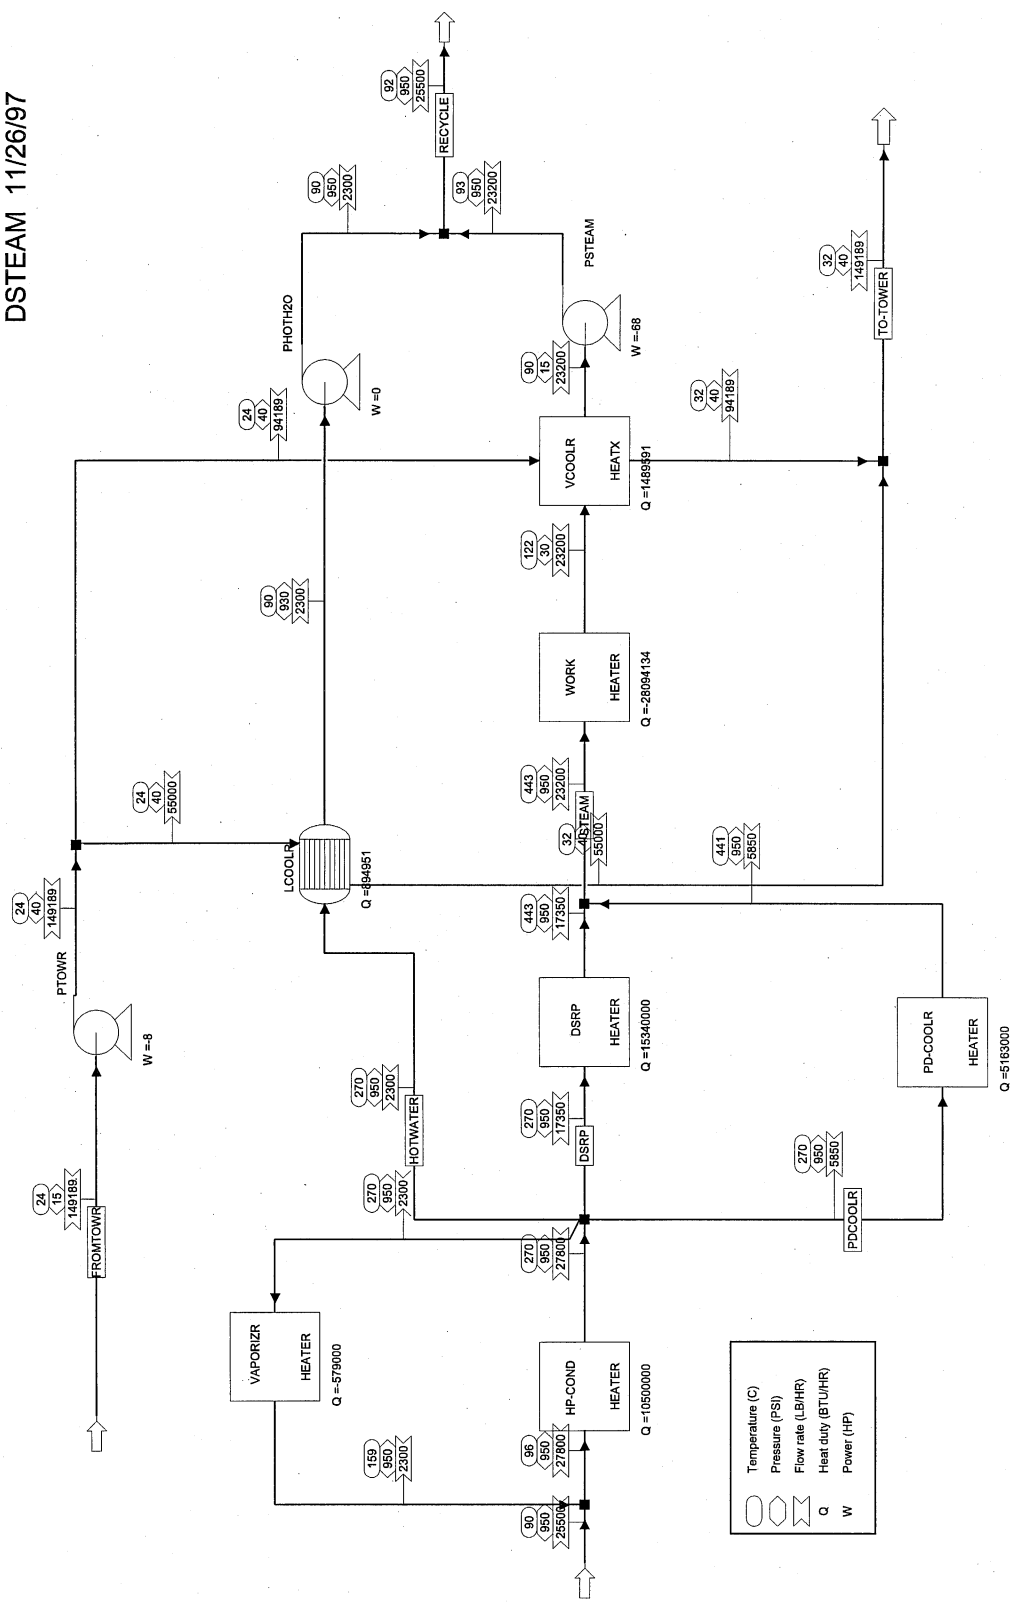 DSTEAM 11/26/97
FROMTOWR
24
15
149189
PTOWR
W =-8
24
40
149189
24
40
55000
24
40
94189
VAPORIZR
HEATER
Q =-579000
159
950
2300
270
950
2300
HOTWATER
270
950
2300
LCOOLR
Q =894951
90
930
2300
PHOTH2O
W =0
90
950
2300
RECYCLE
92
950
25500
93
950
23200
90
950
25500
96
950
27800
HP-COND
HEATER
Q =10500000
270
950
27800
DSRP
270
950
17350
DSRP
HEATER
Q =15340000
443
950
17350
STEAM
32
40
55000
443
950
23200
WORK
HEATER
Q =-28094134
122
30
23200
VCOOLR
HEATX
Q =1489591
90
15
23200
PSTEAM
W =-68
PDCOOLR
270
950
5850
PD-COOLR
HEATER
Q =5163000
441
950
5850
32
40
94189
TO-TOWER
32
40
149189
Temperature (C)
Pressure (PSI)
Flow rate (LB/HR)
Q Heat duty (BTU/HR)
W Power (HP)